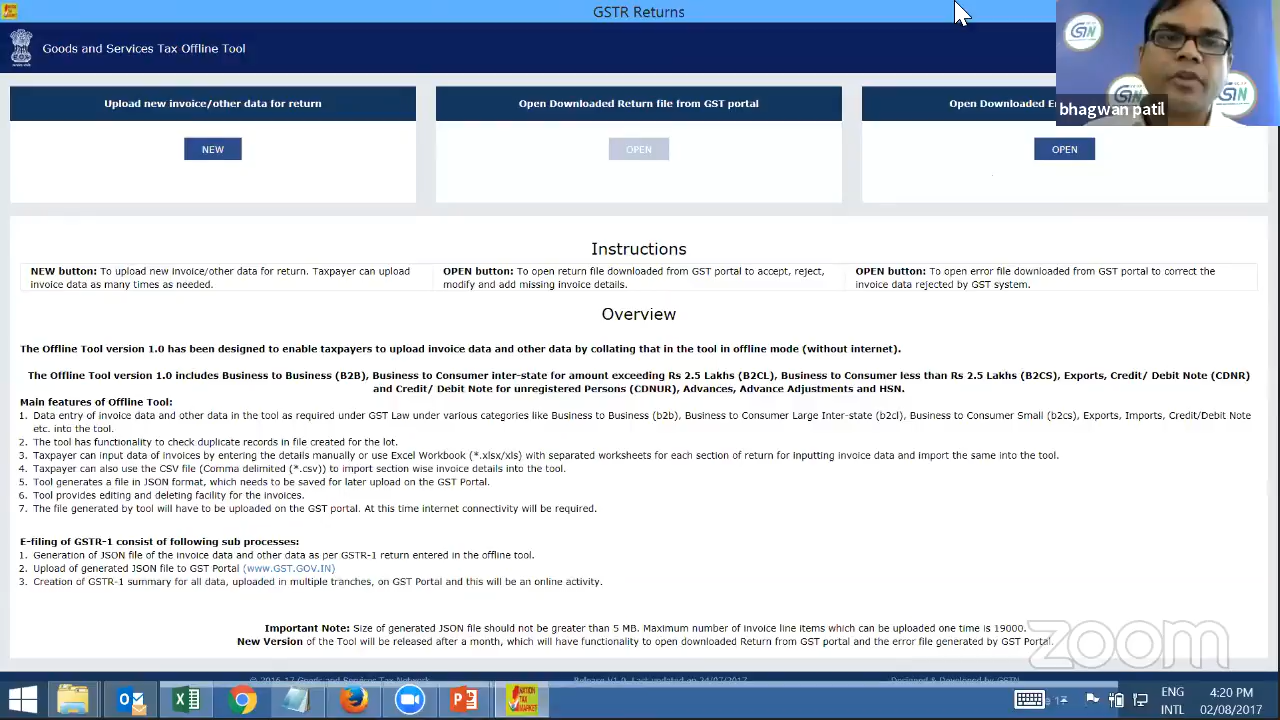 GSTR Returns
Goods and Services Tax Offline Tool
GSTN
bhagwan patil
Upload new invoice/other data for return
Open Downloaded Return file from GST portal
Open Downloaded
NEW
OPEN
OPEN
Instructions
NEW button: To upload new invoice/other data for return. Taxpayer can upload
invoice data as many times as needed.
OPEN button: To open return file downloaded from GST portal to accept, reject,
modify and add missing invoice details.
OPEN button: To open error file downloaded from GST portal to correct the
invoice data rejected by GST system.
Overview
The Offline Tool version 1.0 has been designed to enable taxpayers to upload invoice data and other data by collating that in the tool in offline mode (without internet).
The Offline Tool version 1.0 includes Business to Business (B2B), Business to Consumer inter-state for amount exceeding Rs 2.5 Lakhs (B2CL), Business to Consumer less than Rs 2.5 Lakhs (B2CS), Exports, Credit/ Debit Note (CDNR)
and Credit/ Debit Note for unregistered Persons (CDNUR), Advances, Advance Adjustments and HSN.
Main features of Offline Tool:
1. Data entry of invoice data and other data in the tool as required under GST Law under various categories like Business to Business (b2b), Business to Consumer Large Inter-state (b2cl), Business to Consumer Small (b2cs), Exports, Imports, Credit/Debit Note
etc. into the tool.
2. The tool has functionality to check duplicate records in file created for the lot.
3. Taxpayer can input data of invoices by entering the details manually or use Excel Workbook (*.xlsx/xls) with separated worksheets for each section of return for inputting invoice data and import the same into the tool.
4. Taxpayer can also use the CSV file (Comma delimited (*.csv)) to import section wise invoice details into the tool.
5. Tool generates a file in JSON format, which needs to be saved for later upload on the GST Portal.
6. Tool provides editing and deleting facility for the invoices.
7. The file generated by tool will have to be uploaded on the GST portal. At this time internet connectivity will be required.
E-filing of GSTR-1 consist of following sub processes:
1. Generation of JSON file of the invoice data and other data as per GSTR-1 return entered in the offline tool.
2. Upload of generated JSON file to GST Portal (www.GST.GOV.IN)
3. Creation of GSTR-1 summary for all data, uploaded in multiple tranches, on GST Portal and this will be an online activity.
Important Note: Size of generated JSON file should not be greater than 5 MB. Maximum number of invoice line items which can be uploaded one time is 19000.
New Version of the Tool will be released after a month, which will have functionality to open downloaded Return from GST portal and the error file generated by GST Portal.
zoom
© 2016-17 Goods and Services Tax Network
Release V1.0. Last updated on 24/07/2017
Designed & Developed by GSTN
NATION
TAX
MARKET
ENG
INTL
4:20 PM
02/08/2017